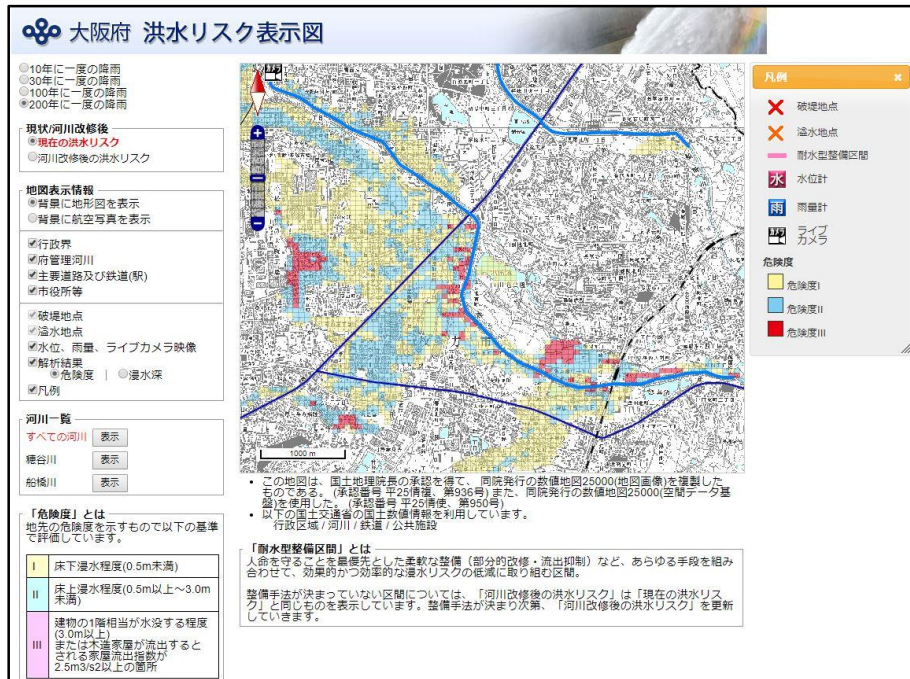 大阪府 洪水リスク表示図
10年に一度の降雨
30年に一度の降雨
100年に一度の降雨
200年に一度の降雨
現状/河川改修後
現在の洪水リスク
河川改修後の洪水リスク
地図表示情報
背景に地形図を表示
背景に航空写真を表示
行政界
府管理河川
主要道路及び鉄道(駅)
市役所等
破堤地点
溢水地点
水位、雨量、ライブカメラ映像
解析結果
危険度 | 浸水深
凡例
河川一覧
すべての河川 表示
穂谷川 表示
船橋川 表示
「危険度」とは
地先の危険度を示すもので以下の基準
で評価しています。
I 床下浸水程度(0.5m未満)
II 床上浸水程度(0.5m以上～3.0m
未満)
III 建物の1階相当が水没する程度
(3.0m以上)
または木造家屋が流出すると
される家屋流出指数が
2.5m3/s2以上の箇所
カメラ
1000 m
この地図は、国土地理院長の承認を得て、同院発行の数値地図25000(地図画像)を複製した
ものである。(承認番号 平25情複、第936号) また、同院発行の数値地図25000(空間データ基
盤)を使用した。(承認番号 平25情使、第950号)
以下の国土交通省の国土数値情報を利用しています。
行政区域 / 河川 / 鉄道 / 公共施設
「耐水型整備区間」とは
人命を守ることを最優先とした柔軟な整備（部分的改修・流出抑制）など、あらゆる手段を組み
合わせて、効果的かつ効率的な浸水リスクの低減に取り組む区間。
整備手法が決まっていない区間については、「河川改修後の洪水リスク」は「現在の洪水リス
ク」と同じものを表示しています。整備手法が決まり次第、「河川改修後の洪水リスク」を更新
していきます。
凡例
破堤地点
溢水地点
耐水型整備区間
水 水位計
雨 雨量計
カメラ ライブ
カメラ
危険度
危険度I
危険度II
危険度III